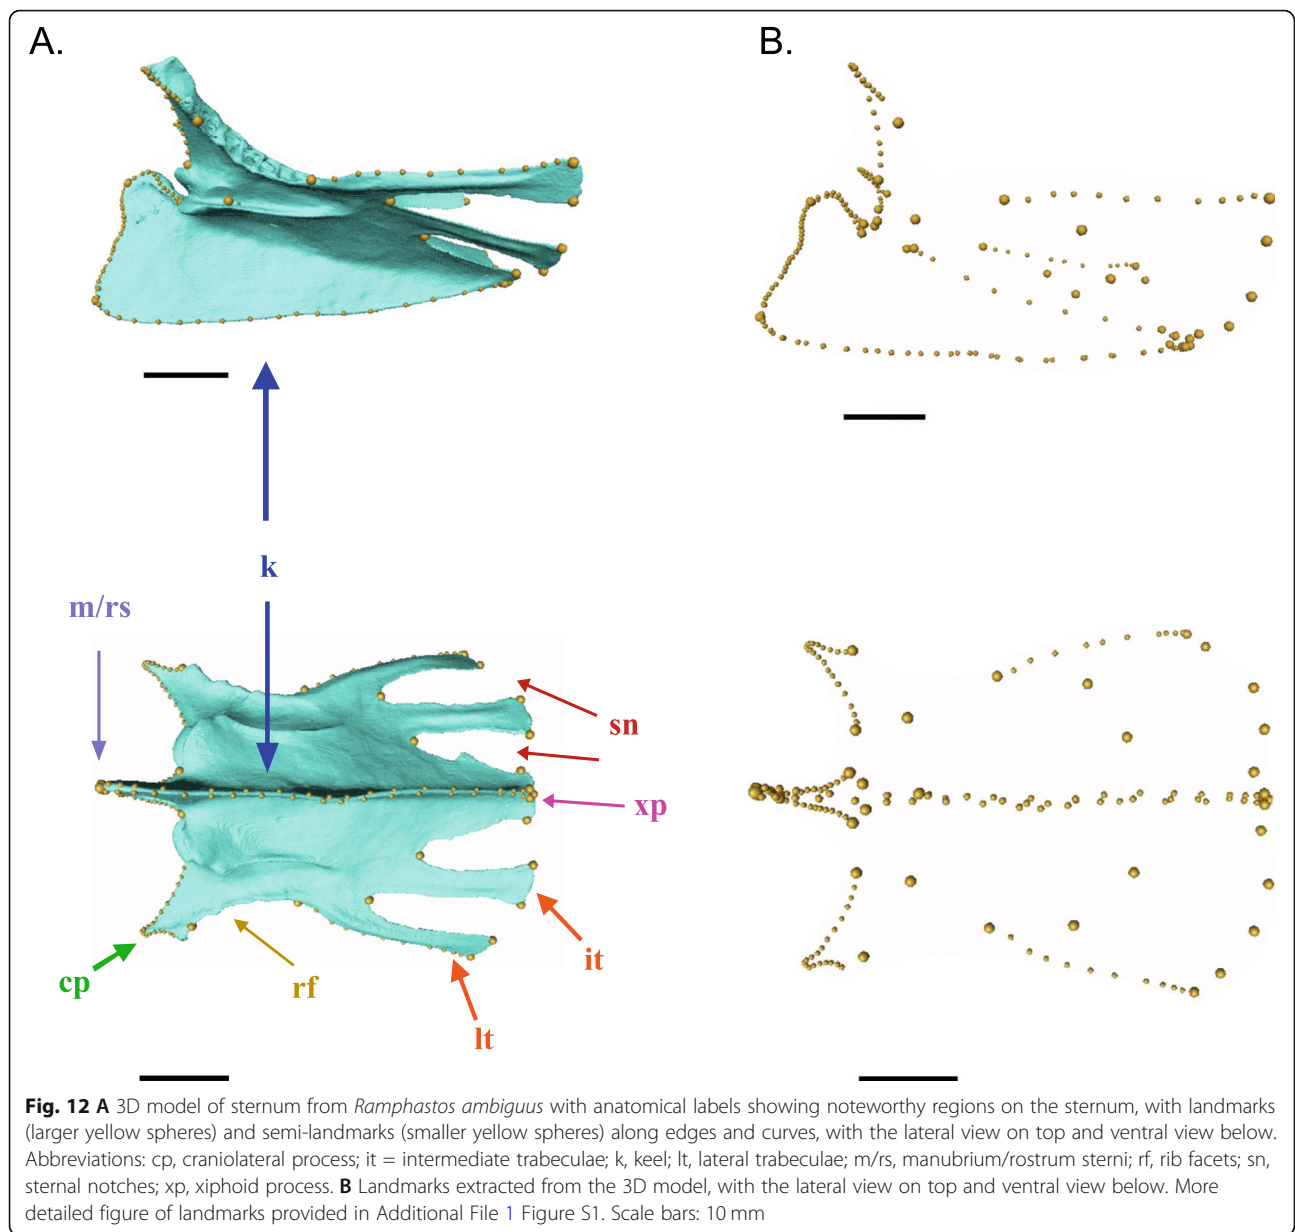 A.
B.
k
m/rs
sn
xp
it
cp
rf
lt
Fig. 12 A 3D model of sternum from Ramphastos ambiguus with anatomical labels showing noteworthy regions on the sternum, with landmarks
(larger yellow spheres) and semi-landmarks (smaller yellow spheres) along edges and curves, with the lateral view on top and ventral view below.
Abbreviations: cp, craniolateral process; it = intermediate trabeculae; k, keel; lt, lateral trabeculae; m/rs, manubrium/rostrum sterni; rf, rib facets; sn,
sternal notches; xp, xiphoid process. B Landmarks extracted from the 3D model, with the lateral view on top and ventral view below. More
detailed figure of landmarks provided in Additional File 1 Figure S1. Scale bars: 10 mm